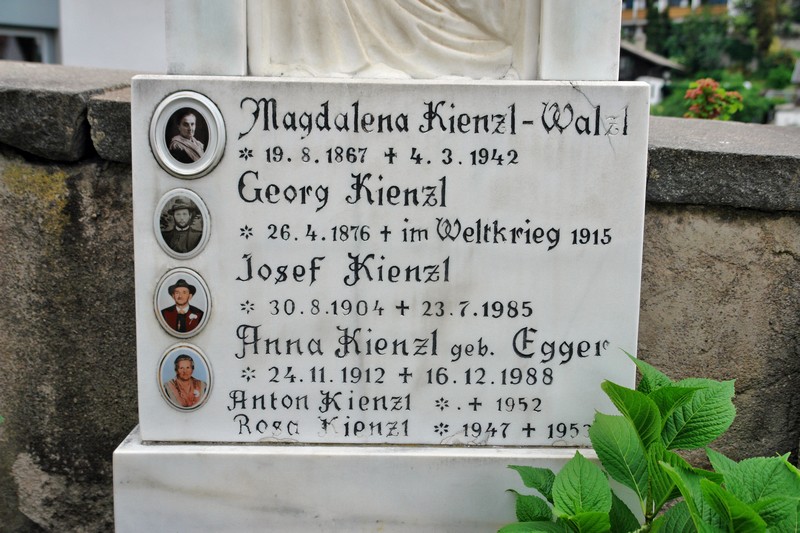 Magdalena Kienzl-Walzl
* 19.8.1867 + 4.3.1942
Georg Kienzl
* 26.4.1876 + im Weltkrieg 1915
Josef Kienzl
* 30.8.1904 + 23.7.1985
Anna Kienzl geb. Egger
* 24.11.1912 + 16.12.1988
Anton Kienzl *.+ 1952
Rosa Kienzl * 1947 +